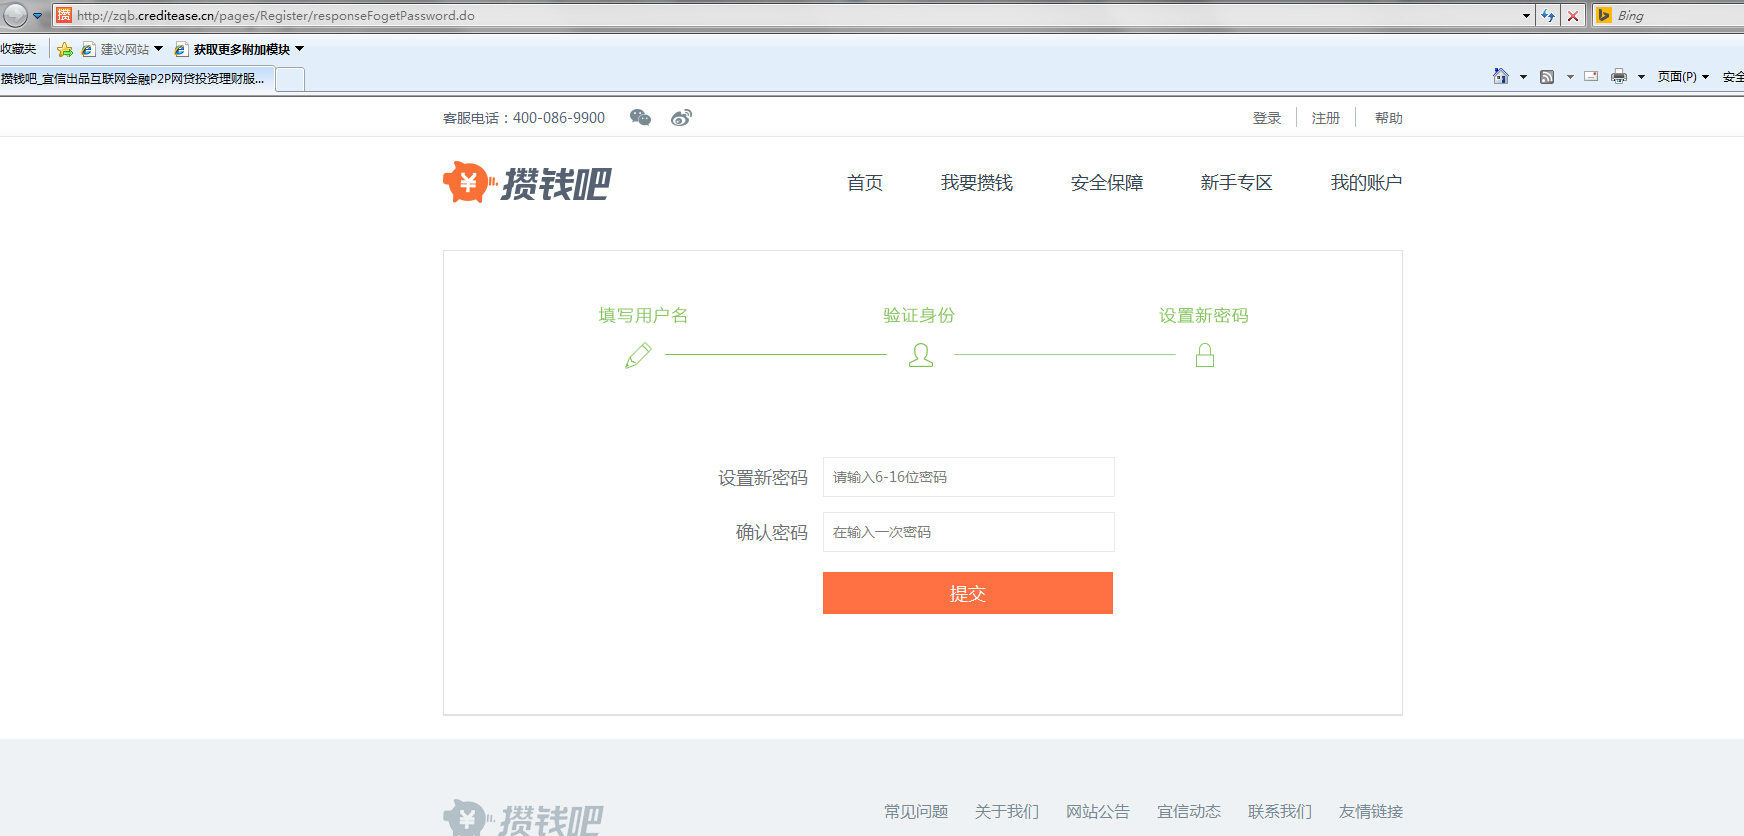 http://zqb.creditease.cn/pages/Register/responseFogetPassword.do
Bing
收藏夹
建议网站
获取更多附加模块
攒钱吧_宜信出品互联网金融P2P网贷投资理财服...
页面(P)
安全
客服电话：400-086-9900
登录
注册
帮助
攒钱吧
首页
我要攒钱
安全保障
新手专区
我的账户
填写用户名
验证身份
设置新密码
设置新密码
请输入6-16位密码
确认密码
在输入一次密码
提交
攒钱吧
常见问题
关于我们
网站公告
宜信动态
联系我们
友情链接